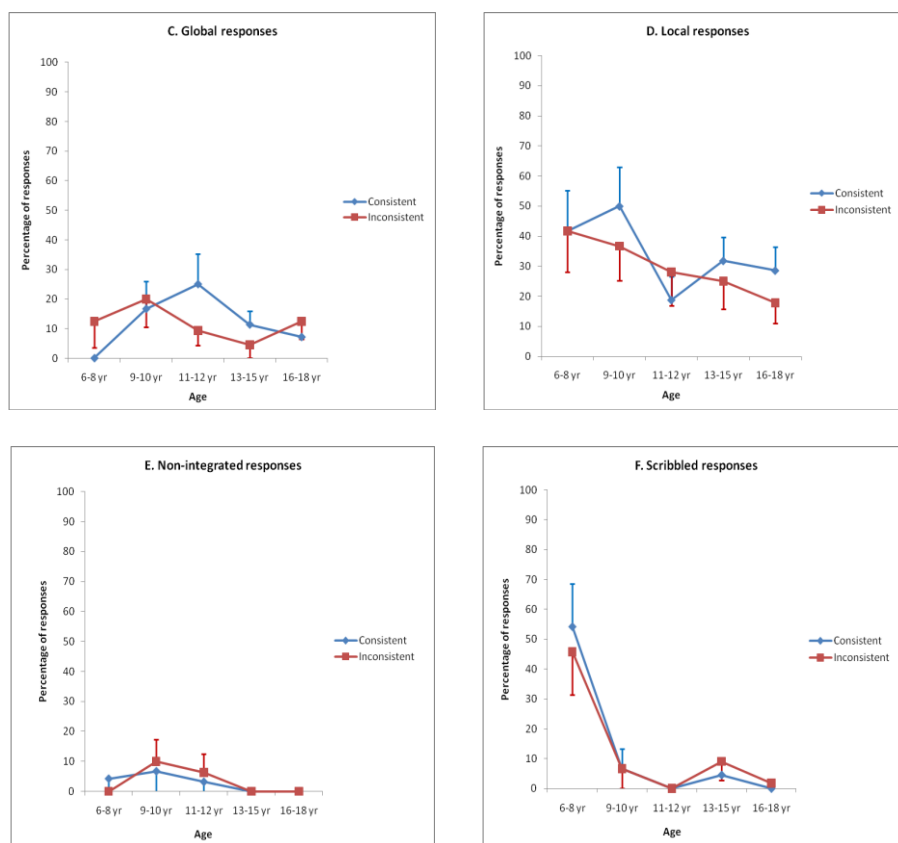 C. Global responses
Percentage of responses
100
90
80
70
60
50
40
30
20
10
0
6-8 yr 9-10 yr 11-12 yr 13-15 yr 16-18 yr
Age
Consistent
Inconsistent
D. Local responses
Percentage of responses
100
90
80
70
60
50
40
30
20
10
0
6-8 yr 9-10 yr 11-12 yr 13-15 yr 16-18 yr
Age
Consistent
Inconsistent
E. Non-integrated responses
Percentage of responses
100
90
80
70
60
50
40
30
20
10
0
6-8 yr 9-10 yr 11-12 yr 13-15 yr 16-18 yr
Age
Consistent
Inconsistent
F. Scribbled responses
Percentage of responses
100
90
80
70
60
50
40
30
20
10
0
6-8 yr 9-10 yr 11-12 yr 13-15 yr 16-18 yr
Age
Consistent
Inconsistent